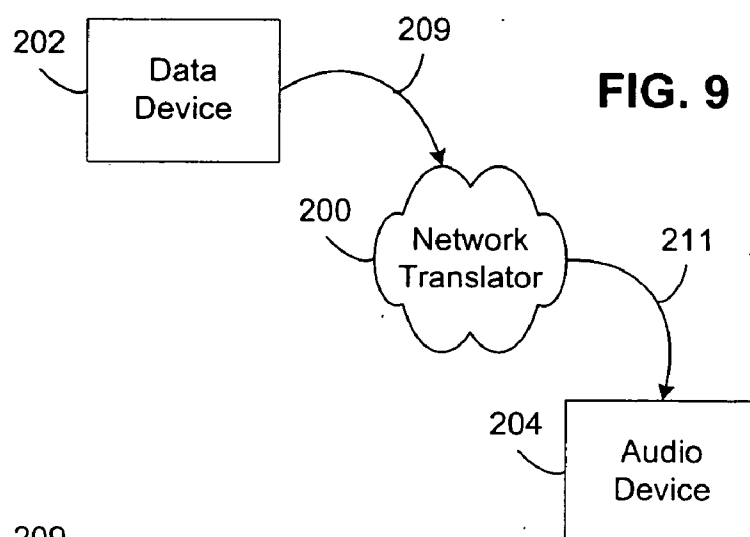 202
Data
Device
209
FIG. 9
200
Network
Translator
211
204
Audio
Device